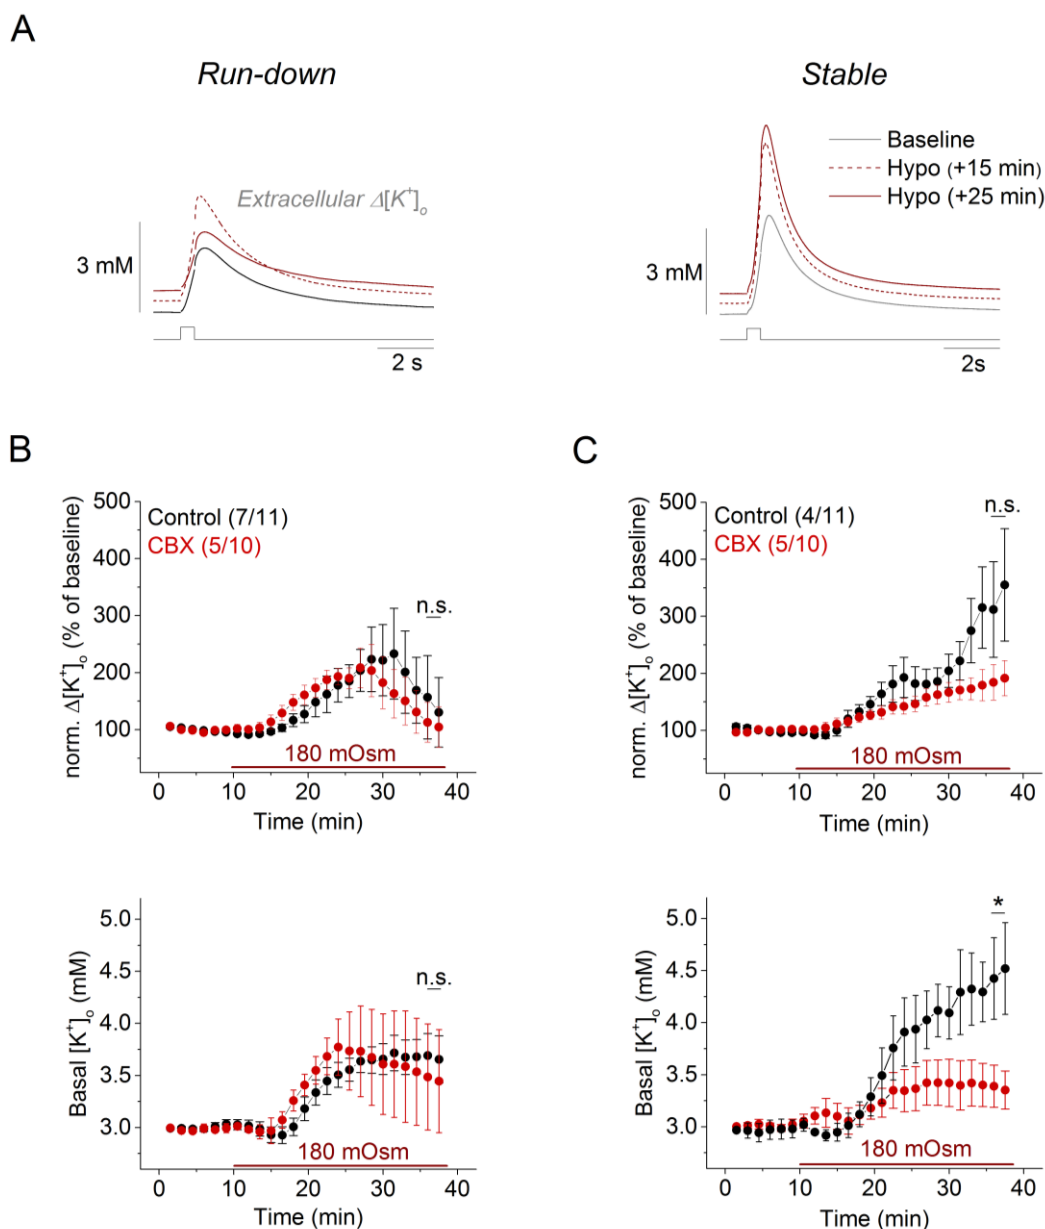 A
Run-down
Stable
Extracellular Δ[K⁺]ₒ
3 mM
2 s
Baseline
Hypo (+15 min)
Hypo (+25 min)
3 mM
2s
B
norm. Δ[K⁺]ₒ (% of baseline)
500
400
300
200
100
Control (7/11)
CBX (5/10)
n.s.
180 mOsm
0 10 20 30 40
Time (min)
C
norm. Δ[K⁺]ₒ (% of baseline)
500
400
300
200
100
Control (4/11)
CBX (5/10)
n.s.
180 mOsm
0 10 20 30 40
Time (min)
Basal [K⁺]ₒ (mM)
5.0
4.5
4.0
3.5
3.0
n.s.
180 mOsm
0 10 20 30 40
Time (min)
Basal [K⁺]ₒ (mM)
5.0
4.5
4.0
3.5
3.0
*
180 mOsm
0 10 20 30 40
Time (min)